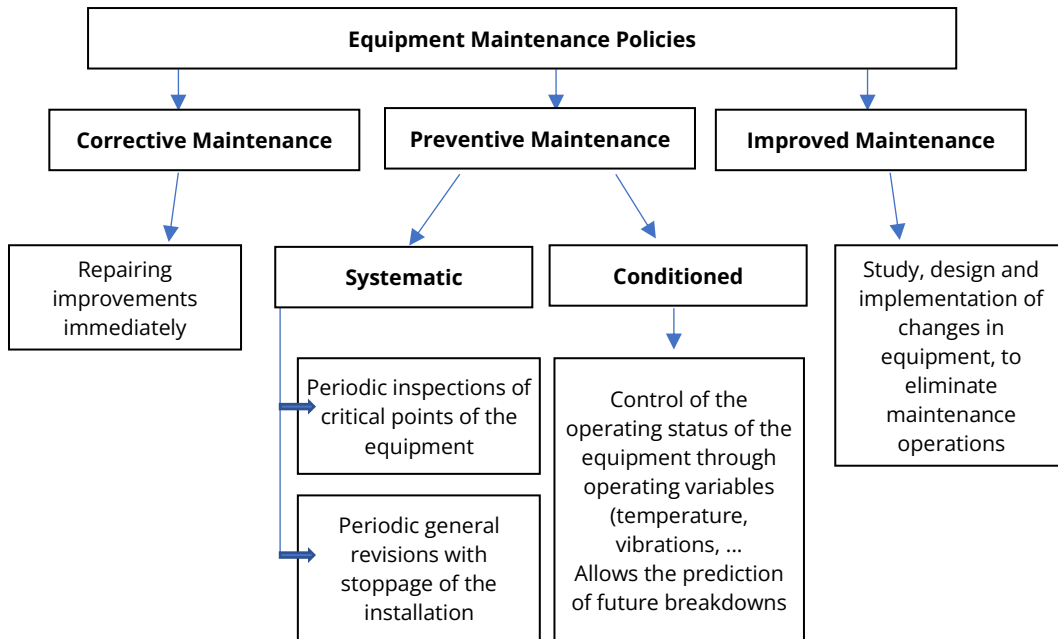 Equipment Maintenance Policies
Corrective Maintenance
Preventive Maintenance
Improved Maintenance
Repairing
improvements
immediately
Systematic
Conditioned
Study, design and
implementation of
changes in
equipment, to
eliminate
maintenance
operations
Periodic inspections of
critical points of the
equipment
Periodic general
revisions with
stoppage of the
installation
Control of the
operating status of the
equipment through
operating variables
(temperature,
vibrations, ...
Allows the prediction
of future breakdowns